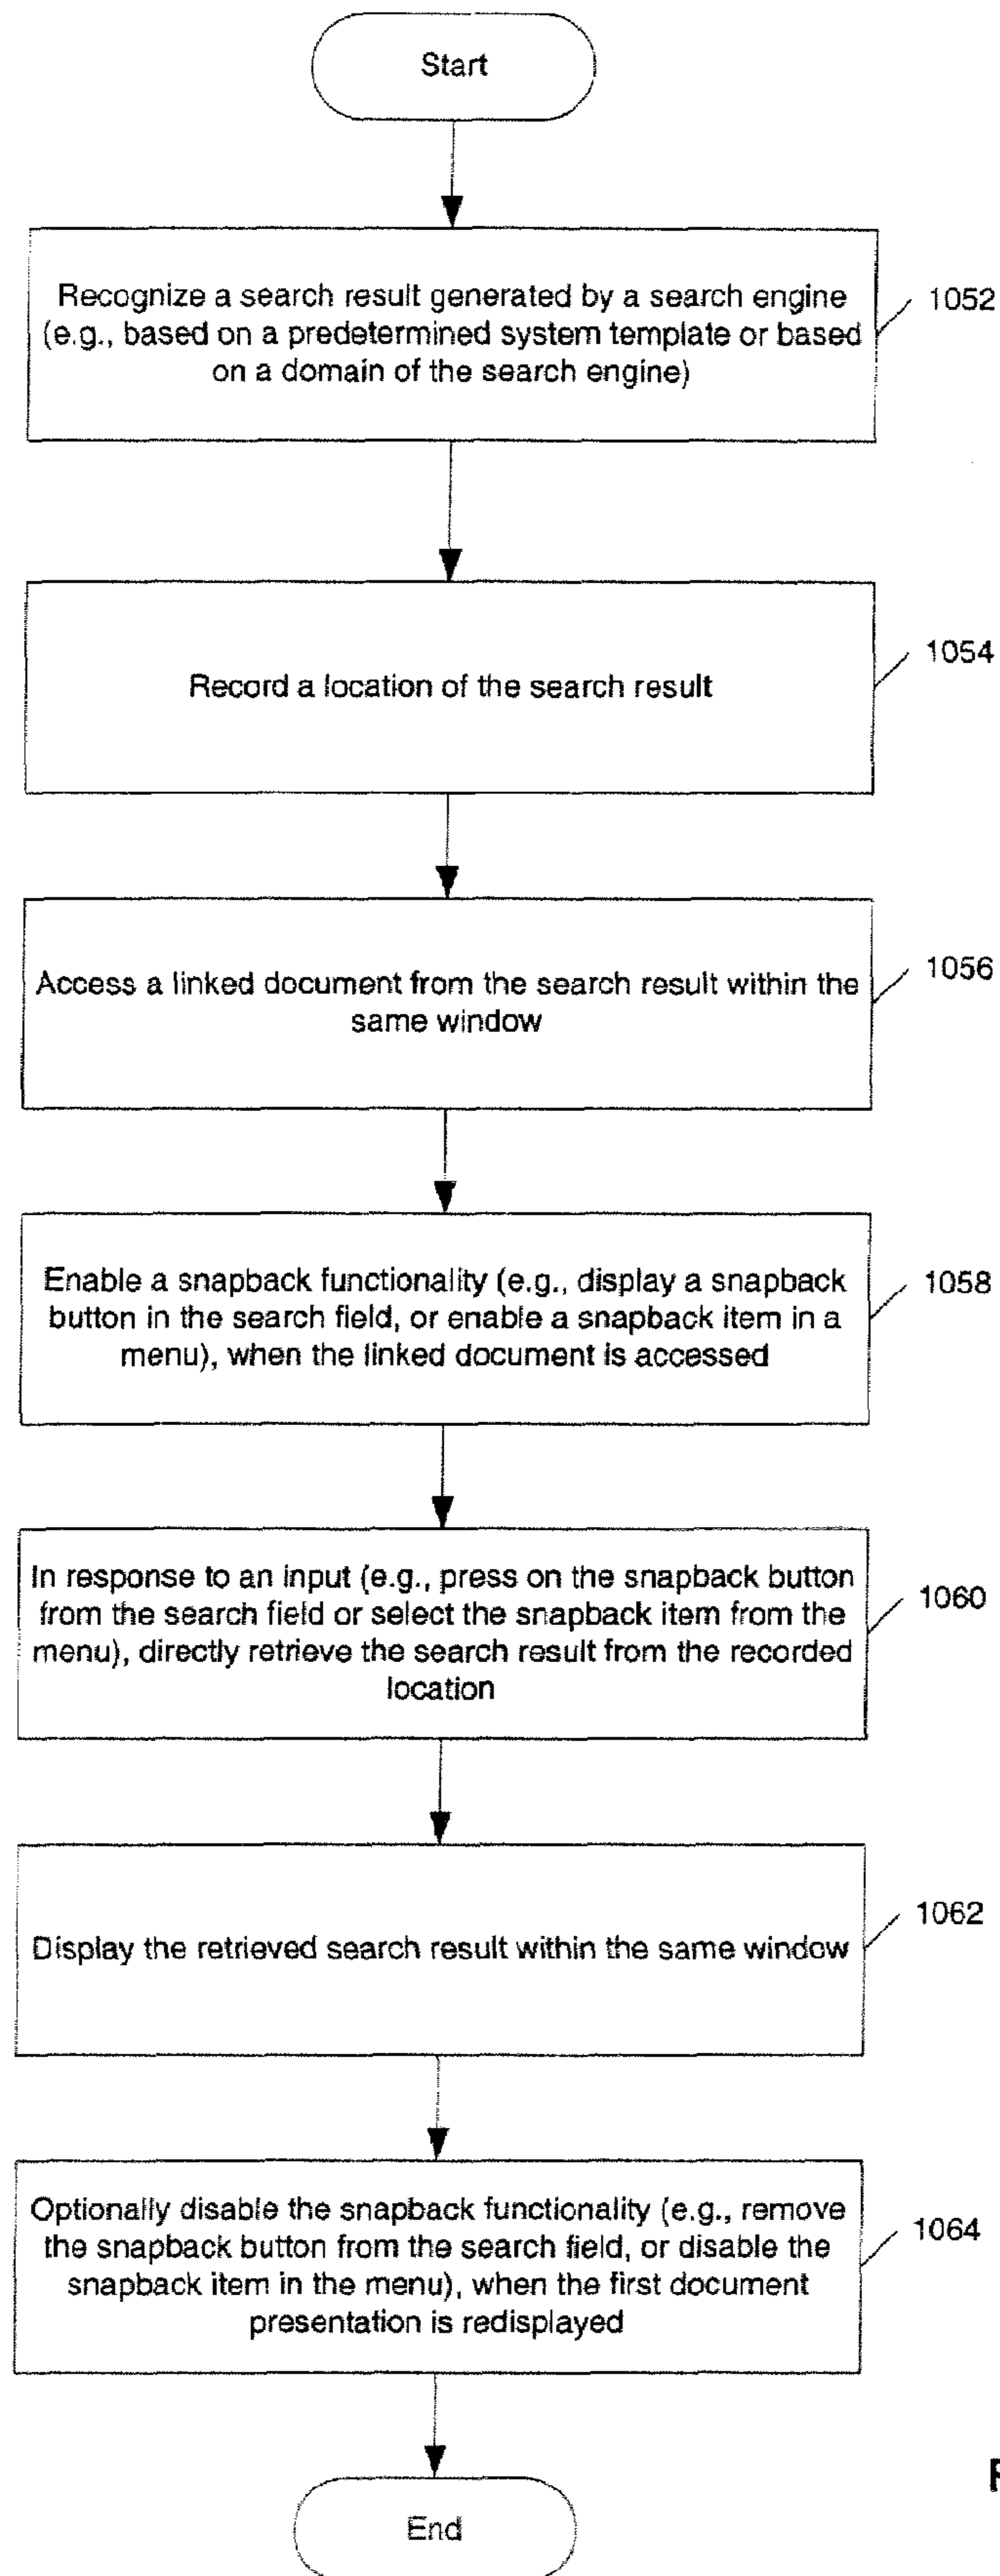 Start
Recognize a search result generated by a search engine
(e.g., based on a predetermined system template or based
on a domain of the search engine)
1052
Record a location of the search result
1054
Access a linked document from the search result within the
same window
1056
Enable a snapback functionality (e.g., display a snapback
button in the search field, or enable a snapback item in a
menu), when the linked document is accessed
1058
In response to an input (e.g., press on the snapback button
from the search field or select the snapback item from the
menu), directly retrieve the search result from the recorded
location
1060
Display the retrieved search result within the same window
1062
Optionally disable the snapback functionality (e.g., remove
the snapback button from the search field, or disable the
snapback item in the menu), when the first document
presentation is redisplayed
1064
End